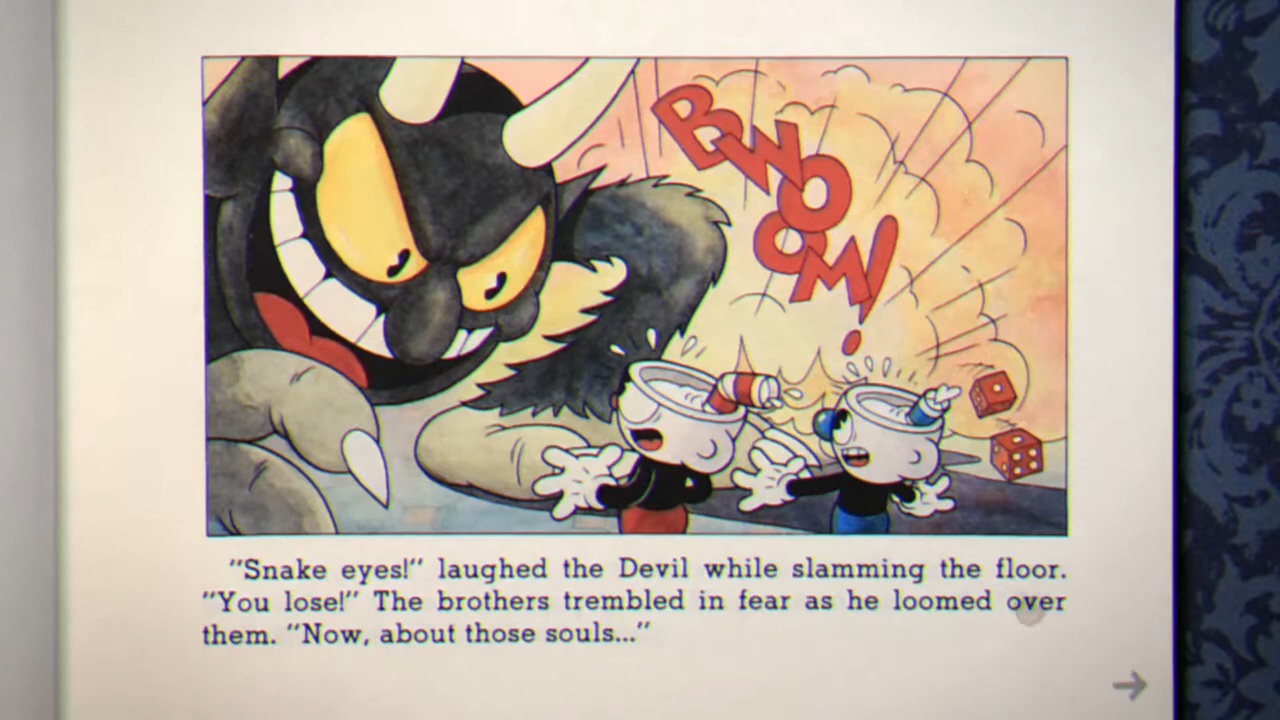 BWOOM!
"Snake eyes!" laughed the Devil while slamming the floor.
"You lose!" The brothers trembled in fear as he loomed over
them. "Now, about those souls..."